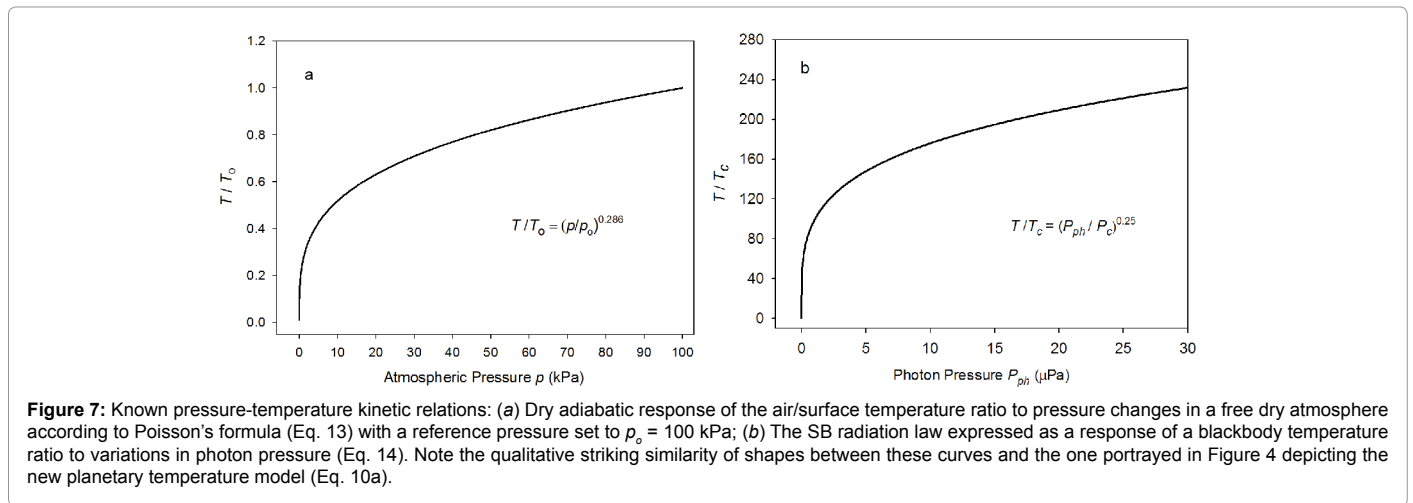 a
1.2
1.0
0.8
0.6
0.4
0.2
0.0
T / T₀
T/T₀ = (p/p₀)^0.286
0 10 20 30 40 50 60 70 80 90 100
Atmospheric Pressure p (kPa)
b
280
240
200
160
120
80
40
0
T / Tc
T/Tc = (Pph / Pc)^0.25
0 5 10 15 20 25 30
Photon Pressure Pph (μPa)
Figure 7: Known pressure-temperature kinetic relations: (a) Dry adiabatic response of the air/surface temperature ratio to pressure changes in a free dry atmosphere
according to Poisson's formula (Eq. 13) with a reference pressure set to pₒ = 100 kPa; (b) The SB radiation law expressed as a response of a blackbody temperature
ratio to variations in photon pressure (Eq. 14). Note the qualitative striking similarity of shapes between these curves and the one portrayed in Figure 4 depicting the
new planetary temperature model (Eq. 10a).